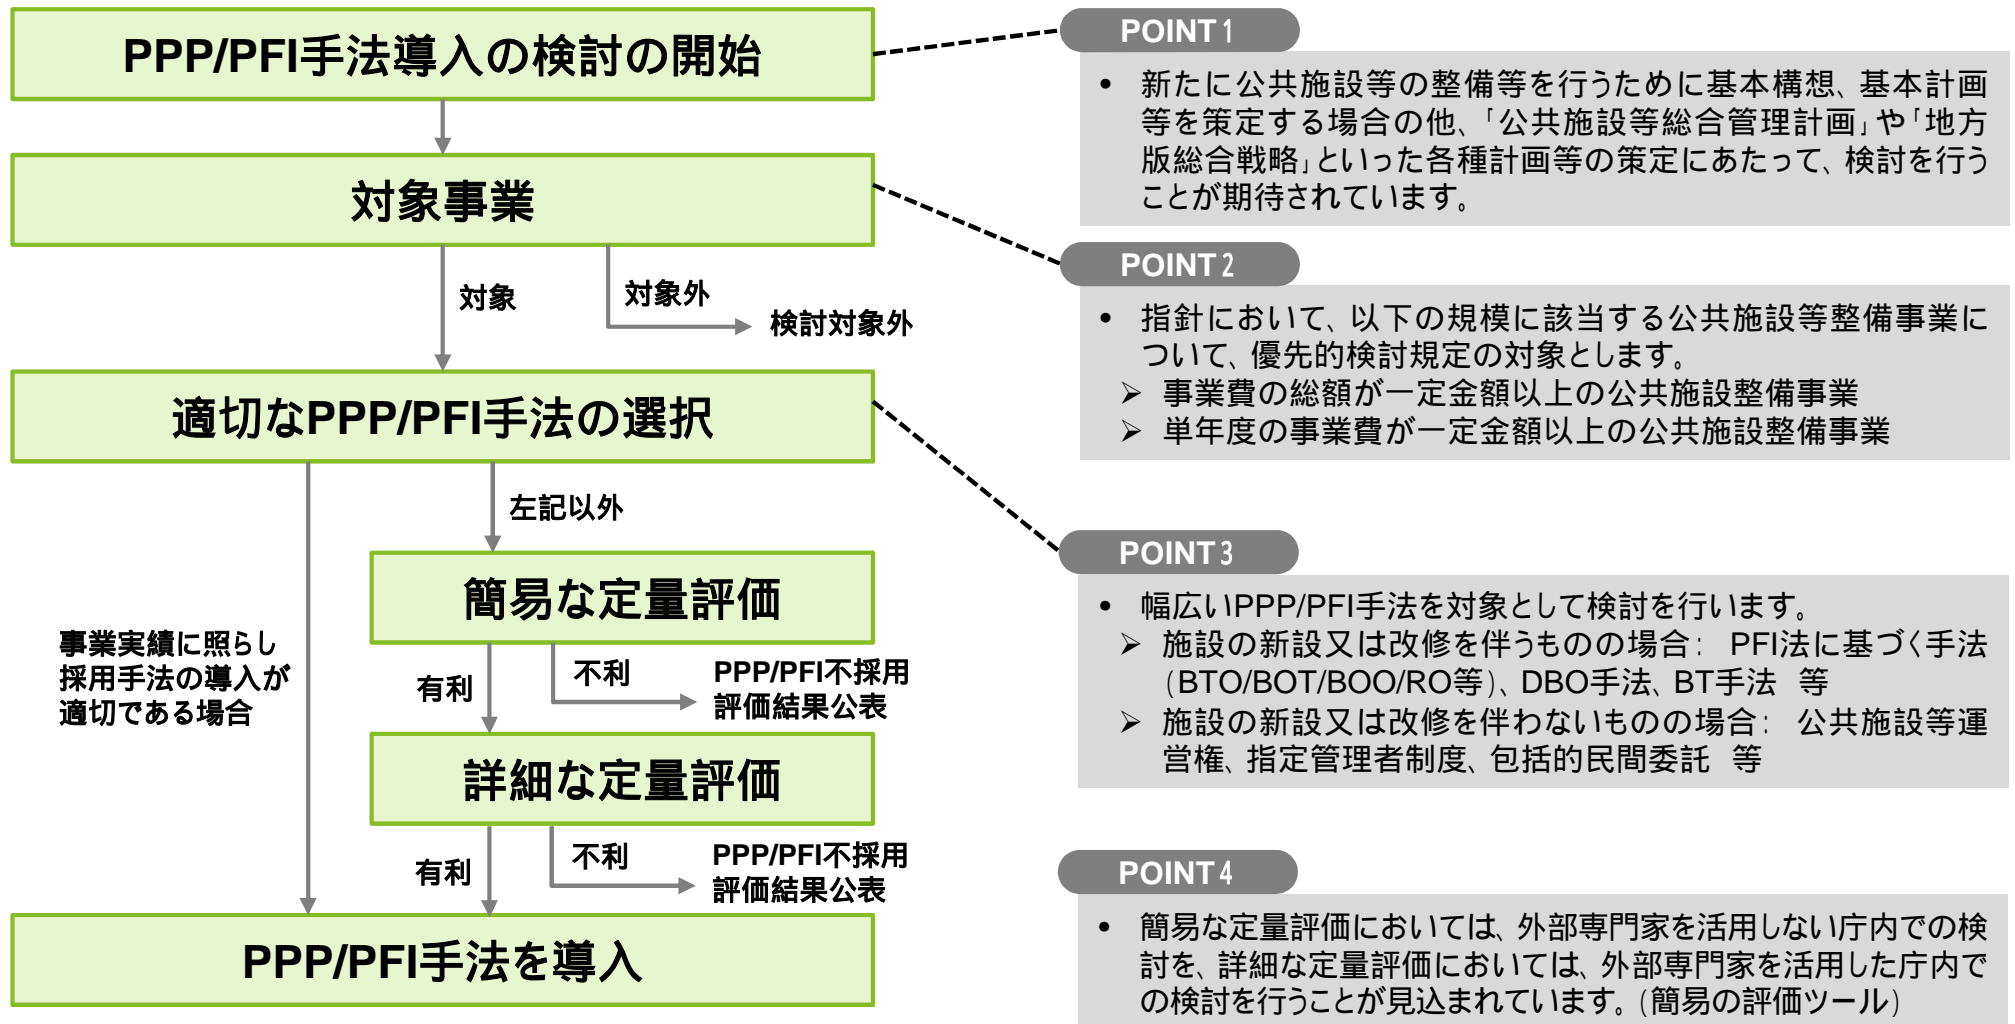 PPP/PFI手法導入の検討の開始
対象事業
対象
対象外
検討対象外
適切なPPP/PFI手法の選択
左記以外
簡易な定量評価
事業実績に照らし
採用手法の導入が
適切である場合
有利
不利
PPP/PFI不採用
評価結果公表
詳細な定量評価
有利
不利
PPP/PFI不採用
評価結果公表
PPP/PFI手法を導入
POINT1
• 新たに公共施設等の整備等を行うために基本構想、基本計画
等を策定する場合の他、「公共施設等総合管理計画」や「地方
版総合戦略」といった各種計画等の策定にあたって、検討を行う
ことが期待されています。
POINT2
• 指針において、以下の規模に該当する公共施設等整備事業に
ついて、優先的検討規定の対象とします。
➢ 事業費の総額が一定金額以上の公共施設整備事業
➢ 単年度の事業費が一定金額以上の公共施設整備事業
POINT3
• 幅広いPPP/PFI手法を対象として検討を行います。
➢ 施設の新設又は改修を伴うものの場合： PFI法に基づく手法
（BTO/BOT/BOO/RO等）、DBO手法、BT手法 等
➢ 施設の新設又は改修を伴わないものの場合： 公共施設等運
営権、指定管理者制度、包括的民間委託 等
POINT4
• 簡易な定量評価においては、外部専門家を活用しない庁内での検
討を、詳細な定量評価においては、外部専門家を活用した庁内で
の検討を行うことが見込まれています。（簡易の評価ツール）